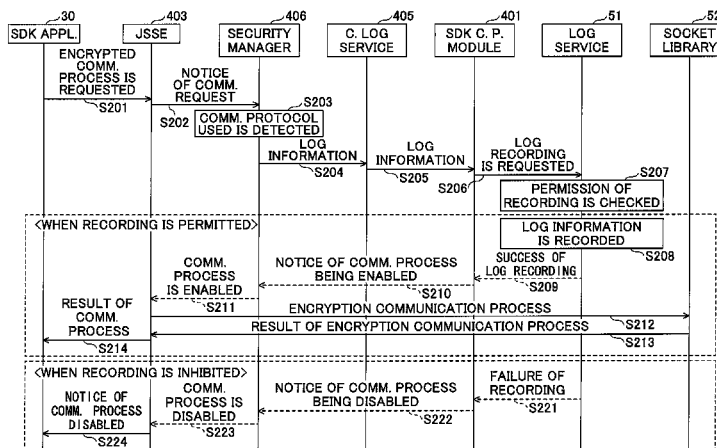 30 403 406 405 401 51 52
SDK APPL. JSSE SECURITY MANAGER C. LOG SERVICE SDK C. P. MODULE LOG SERVICE SOCKET LIBRARY
ENCRYPTED
COMM.
PROCESS IS
REQUESTED
S201
NOTICE
OF COMM.
REQUEST
S202
S203
COMM. PROTOCOL
USED IS DETECTED
LOG
INFORMATION
S204
LOG
INFORMATION
S205
LOG
RECORDING
IS REQUESTED
S206
S207
PERMISSION OF
RECORDING IS CHECKED
<WHEN RECORDING IS PERMITTED>
LOG INFORMATION
IS RECORDED
S208
SUCCESS OF
LOG RECORDING
S209
NOTICE OF COMM. PROCESS
BEING ENABLED
S210
COMM.
PROCESS
IS ENABLED
S211
ENCRYPTION COMMUNICATION PROCESS
S212
RESULT OF ENCRYPTION COMMUNICATION PROCESS
S213
RESULT OF
COMM.
PROCESS
S214
<WHEN RECORDING IS INHIBITED>
FAILURE OF
RECORDING
S221
NOTICE OF COMM. PROCESS
BEING DISABLED
S222
COMM.
PROCESS IS
DISABLED
S223
NOTICE OF
COMM. PROCESS
DISABLED
S224